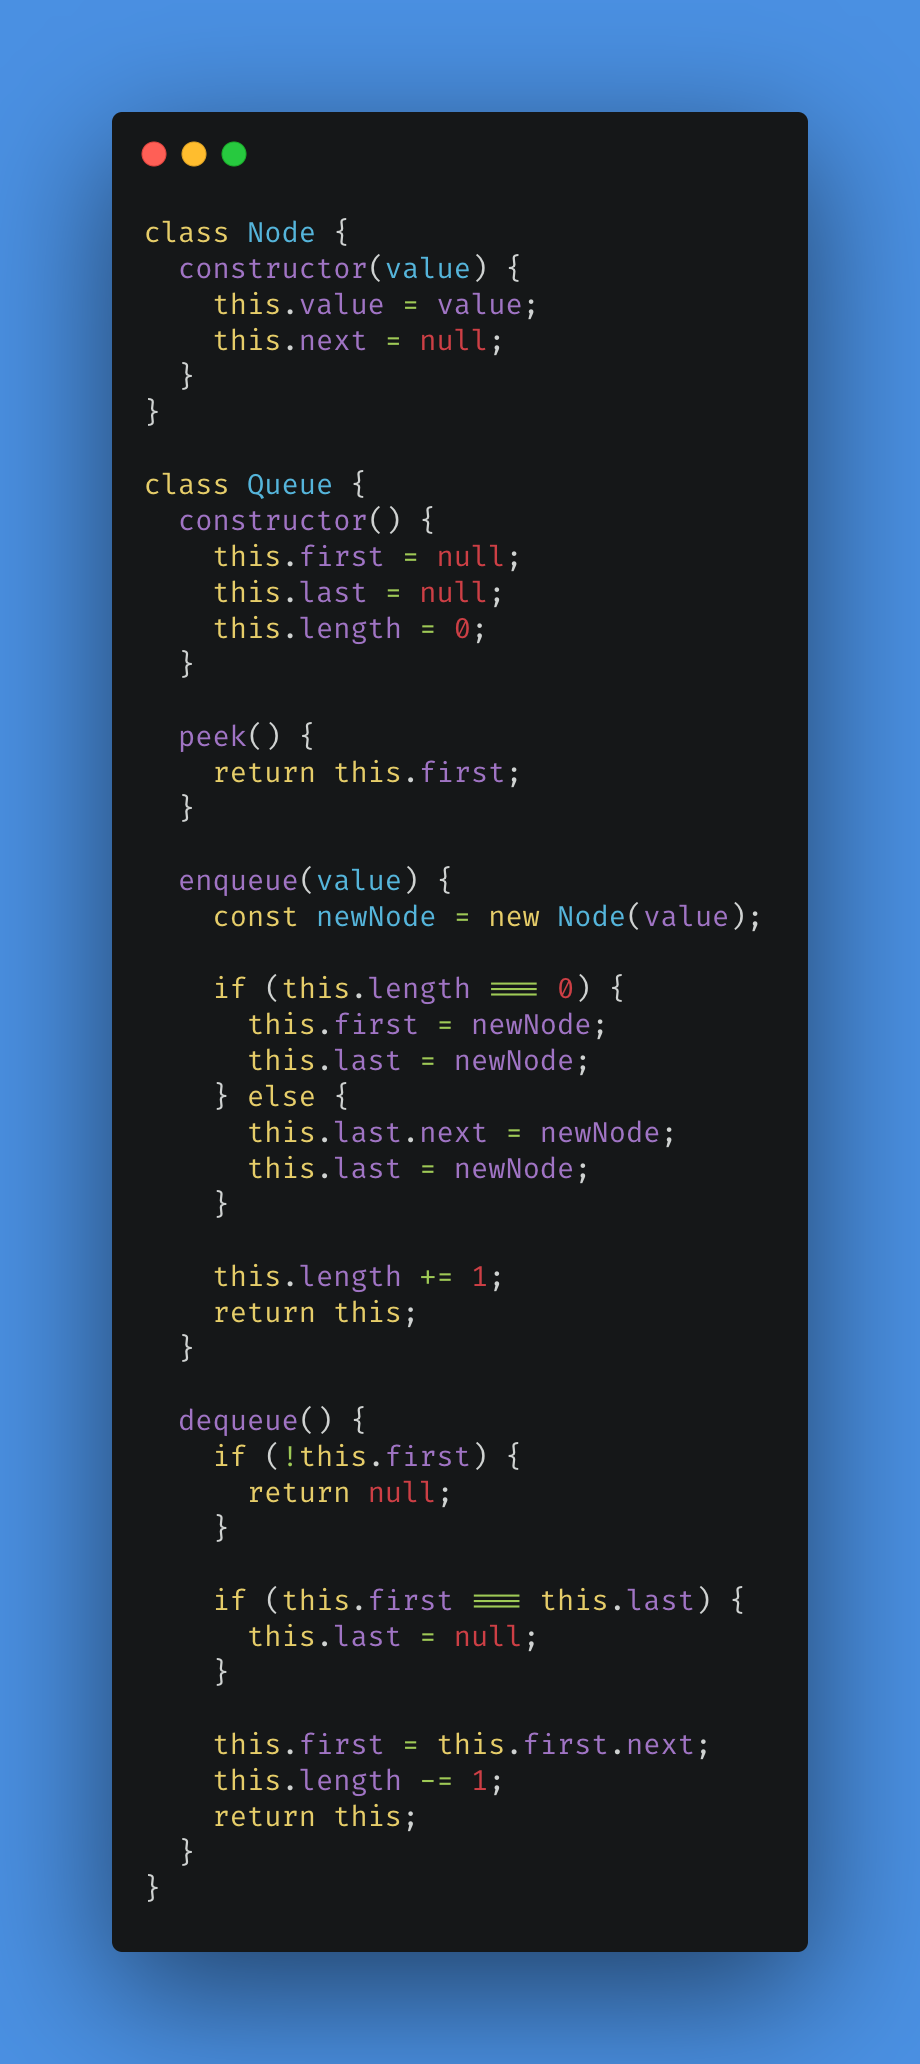 class Node {
  constructor(value) {
    this.value = value;
    this.next = null;
  }
}

class Queue {
  constructor() {
    this.first = null;
    this.last = null;
    this.length = 0;
  }

  peek() {
    return this.first;
  }

  enqueue(value) {
    const newNode = new Node(value);

    if (this.length === 0) {
      this.first = newNode;
      this.last = newNode;
    } else {
      this.last.next = newNode;
      this.last = newNode;
    }

    this.length += 1;
    return this;
  }

  dequeue() {
    if (!this.first) {
      return null;
    }

    if (this.first === this.last) {
      this.last = null;
    }

    this.first = this.first.next;
    this.length -= 1;
    return this;
  }
}